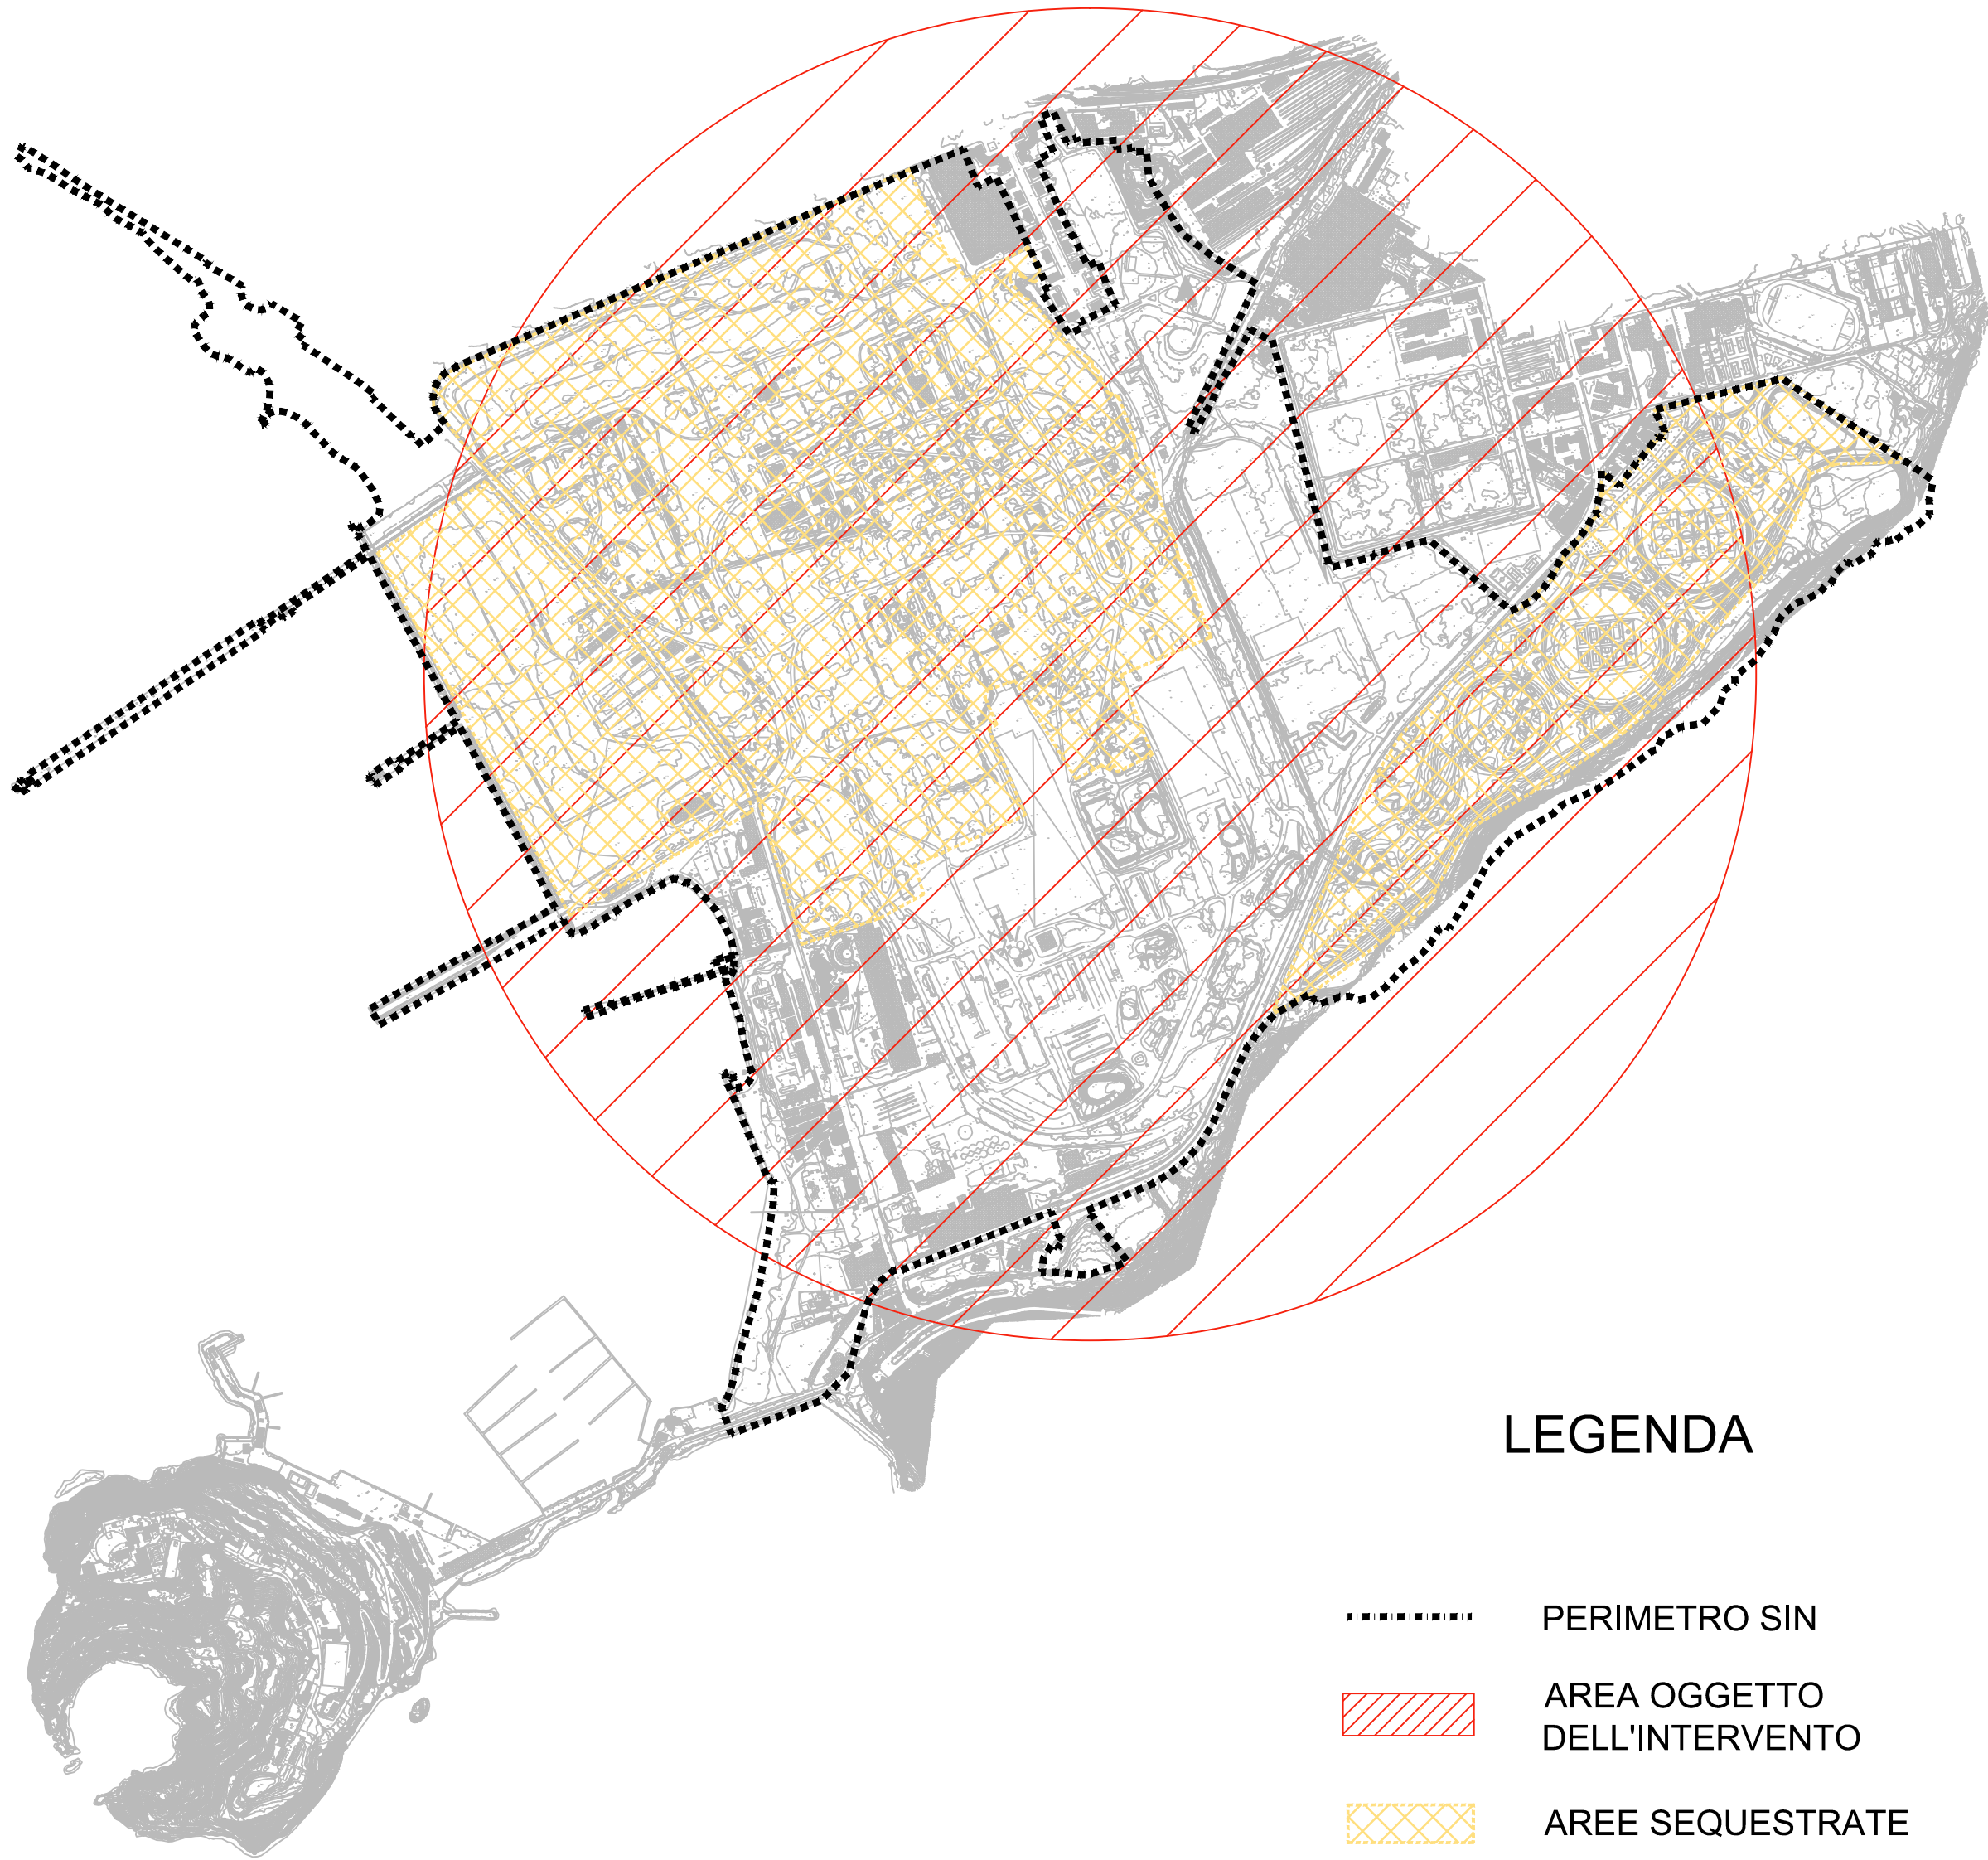 LEGENDA
PERIMETRO SIN
AREA OGGETTO
DELL'INTERVENTO
AREE SEQUESTRATE